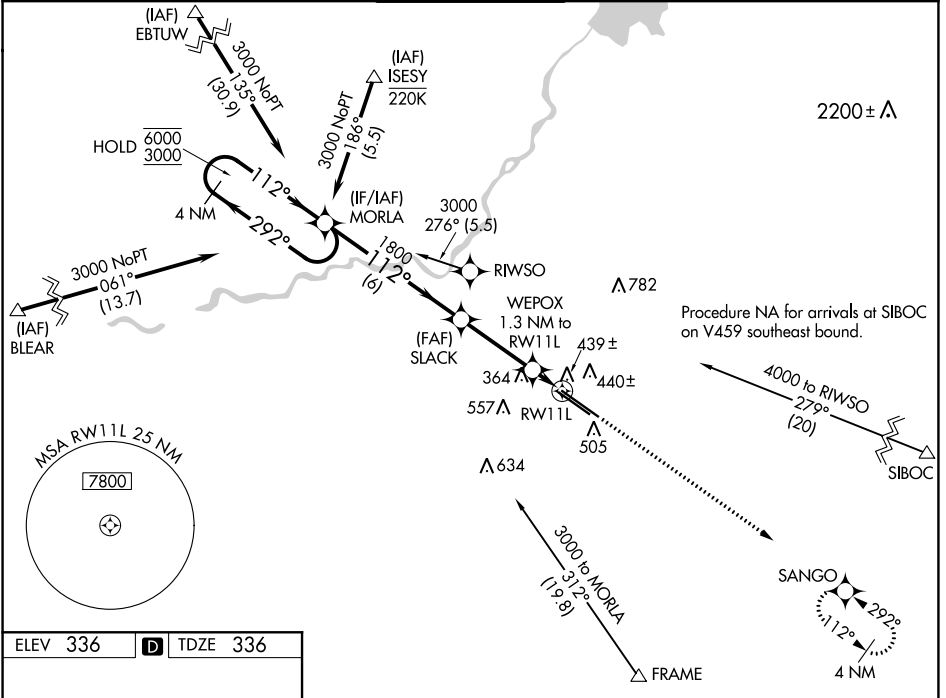 (IAF)
EBTUW
3000 NoPT
135°
(30.9)
(IAF)
ISESY
220K
3000 NoPT
186°
(5.5)
2200±
HOLD
6000
3000
112°
292°
4 NM
(IF/IAF)
MORLA
3000
276° (5.5)
RIWSO
1800
112°
(6)
3000 NoPT
061°
(13.7)
(IAF)
BLEAR
(FAF)
SLACK
WEPOX
1.3 NM to
RW11L
782
439±
364
440±
557
RW11L
505
634
Procedure NA for arrivals at SIBOC
on V459 southeast bound.
4000 to RIWSO
279°
(20)
SIBOC
MSA RW11L 25 NM
7800
3000 to MORLA
312°
(19.8)
FRAME
SANGO
292°
112°
4 NM
ELEV 336 D TDZE 336